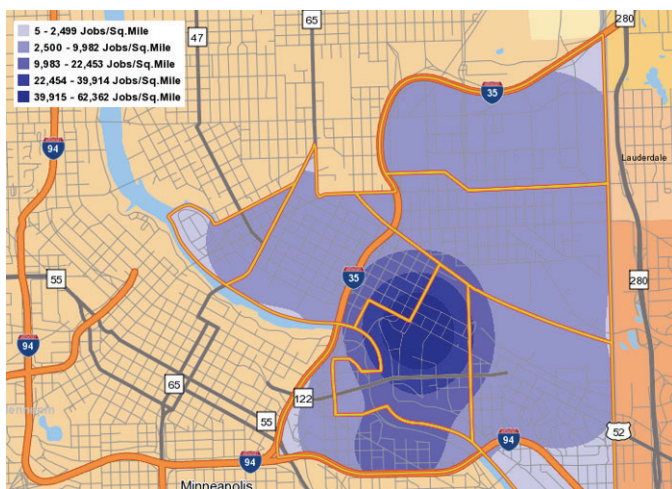 5 - 2,499 Jobs/Sq.Mile
2,500 - 9,982 Jobs/Sq.Mile
9,983 - 22,453 Jobs/Sq.Mile
22,454 - 39,914 Jobs/Sq.Mile
39,915 - 62,362 Jobs/Sq.Mile
65
280
47
35
94
Lauderdale
55
35
280
94
65
122
55
52
94
94
Minneapolis